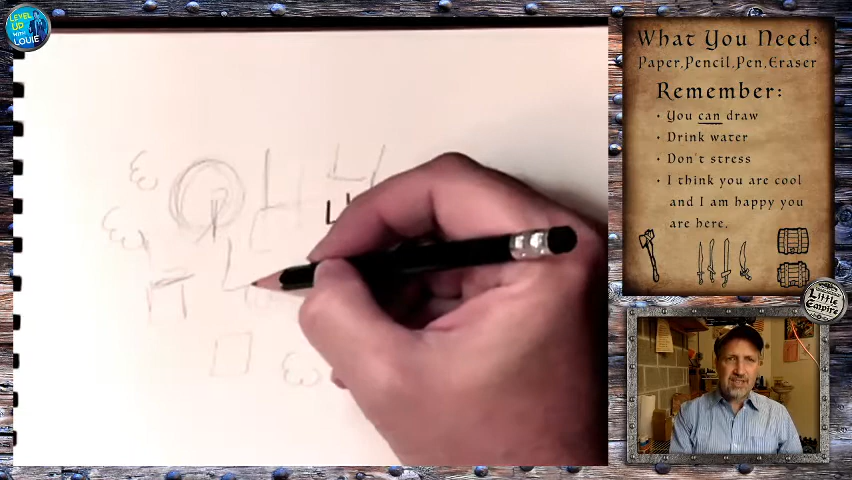 LEVEL
UP
WITH
LOUIE
What You Need:
Paper,Pencil,Pen,Eraser
Remember:
• You can draw
• Drink water
• Don't stress
• I think you are cool
and I am happy you
are here.
Little
Empire